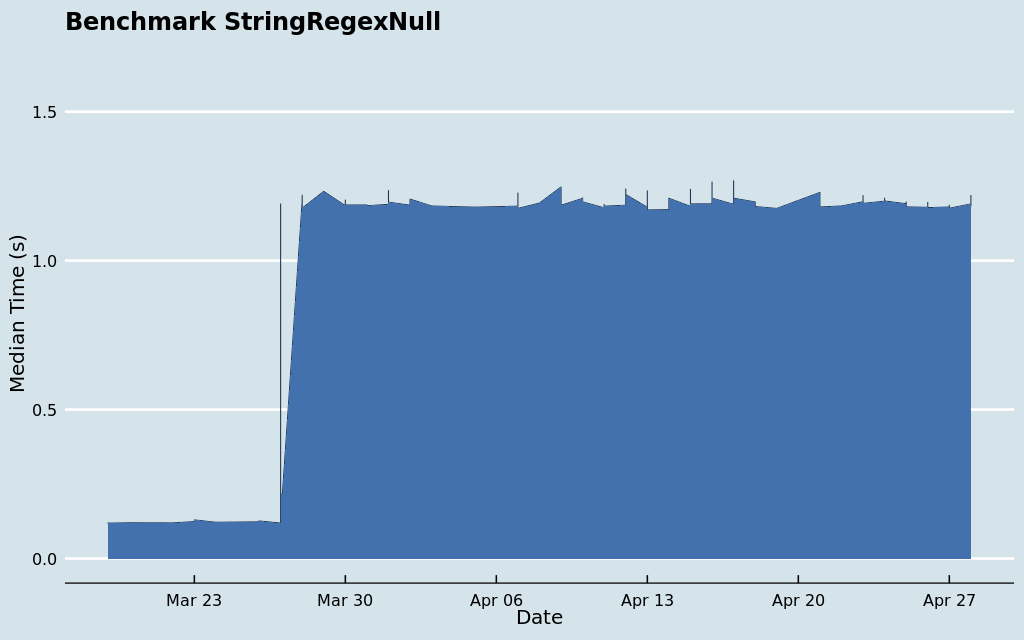 Benchmark StringRegexNull
1.5
1.0
0.5
0.0
Median Time (s)
Mar 23
Mar 30
Apr 06
Apr 13
Apr 20
Apr 27
Date